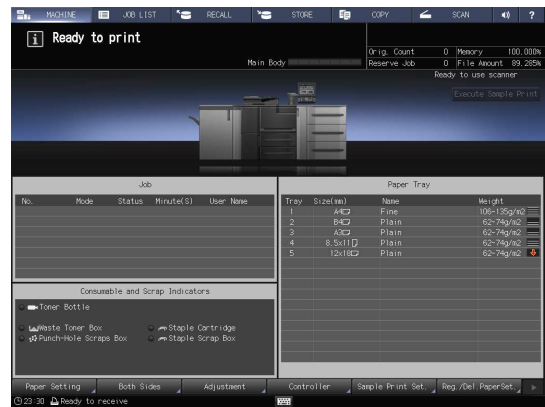 MACHINE JOB LIST RECALL STORE COPY SCAN ?
i Ready to print
Main Body
Orig. Count 0 Memory 100.000%
Reserve Job 0 File Amount 89.285%
Ready to use scanner
Execute Sample Print
Job
No. Mode Status Minute(S) User Name
Paper Tray
Tray Size(mm) Name Weight
1 A4 Fine 106-135g/m2
2 B4 Plain 62-74g/m2
3 A3 Plain 62-74g/m2
4 8.5x11 Plain 62-74g/m2
5 12x18 Plain 62-74g/m2
Consumable and Scrap Indicators
Toner Bottle
Waste Toner Box Staple Cartridge
Punch-Hole Scraps Box Staple Scrap Box
Paper Setting Both Sides Adjustment Controller Sample Print Set. Reg./Del.PaperSet.
23:30 Ready to receive